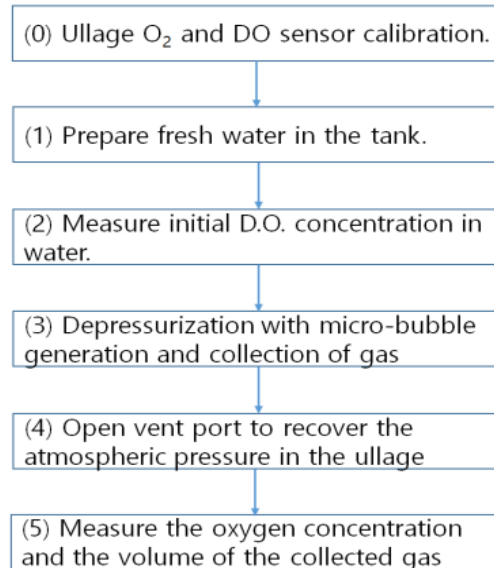 (0) Ullage O₂ and DO sensor calibration.
(1) Prepare fresh water in the tank.
(2) Measure initial D.O. concentration in
water.
(3) Depressurization with micro-bubble
generation and collection of gas
(4) Open vent port to recover the
atmospheric pressure in the ullage
(5) Measure the oxygen concentration
and the volume of the collected gas